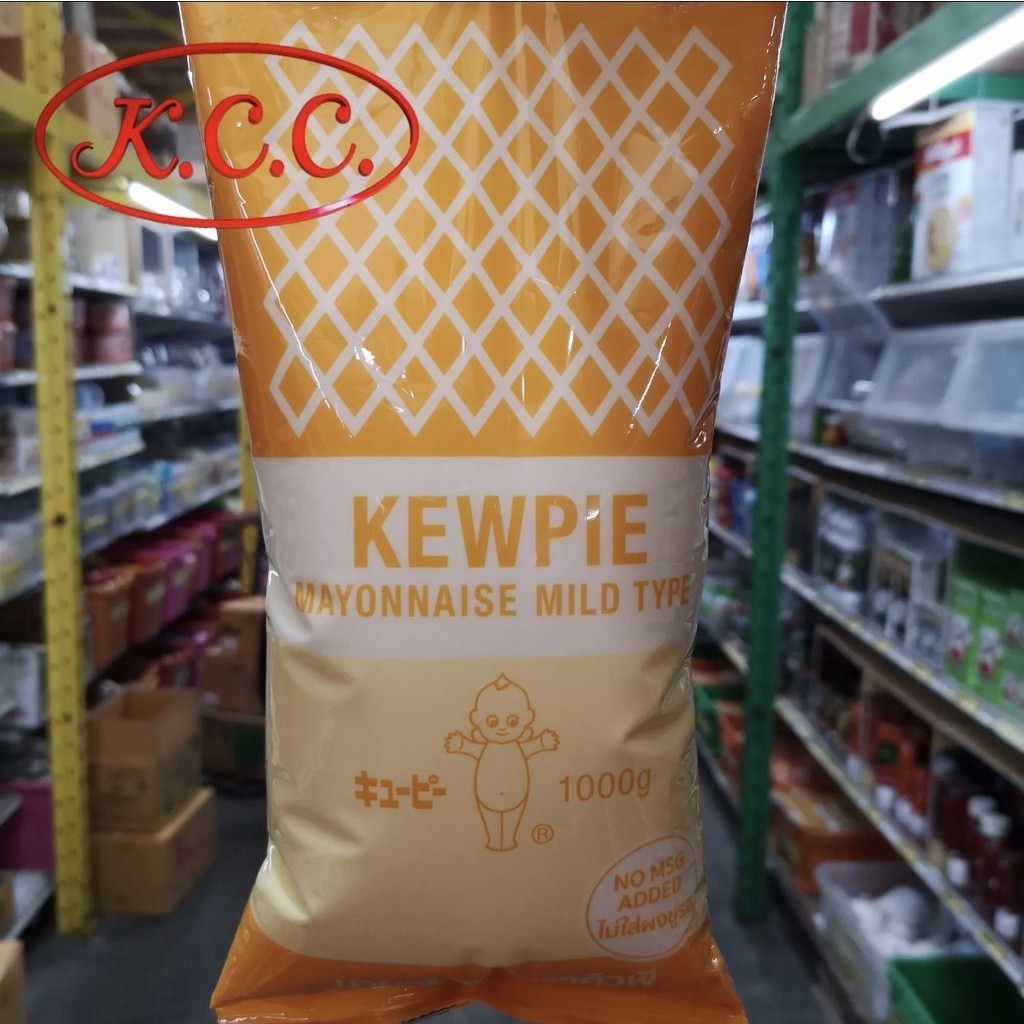 K.C.C.
KEWPIE
MAYONNAISE MILD TYPE
キユーピー
1000g
®
NO MSG
ADDED
ไม่ใส่ผงชูรส